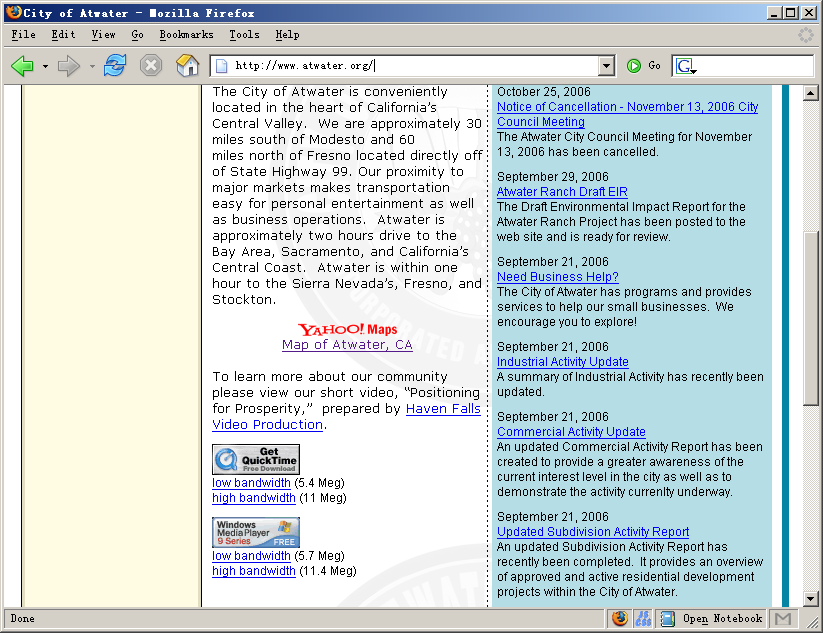 City of Atwater - Mozilla Firefox
File Edit View Go Bookmarks Tools Help
http://www.atwater.org/
Go
G
The City of Atwater is conveniently
located in the heart of California's
Central Valley. We are approximately 30
miles south of Modesto and 60
miles north of Fresno located directly off
of State Highway 99. Our proximity to
major markets makes transportation
easy for personal entertainment as well
as business operations. Atwater is
approximately two hours drive to the
Bay Area, Sacramento, and California's
Central Coast. Atwater is within one
hour to the Sierra Nevada's, Fresno, and
Stockton.
YAHOO! Maps
Map of Atwater, CA
To learn more about our community
please view our short video, "Positioning
for Prosperity," prepared by Haven Falls
Video Production.
Get
QuickTime
Free Download
low bandwidth (5.4 Meg)
high bandwidth (11 Meg)
Windows
MediaPlayer
9 Series FREE
low bandwidth (5.7 Meg)
high bandwidth (11.4 Meg)
October 25, 2006
Notice of Cancellation - November 13, 2006 City
Council Meeting
The Atwater City Council Meeting for November
13, 2006 has been cancelled.
September 29, 2006
Atwater Ranch Draft EIR
The Draft Environmental Impact Report for the
Atwater Ranch Project has been posted to the
web site and is ready for review.
September 21, 2006
Need Business Help?
The City of Atwater has programs and provides
services to help our small businesses. We
encourage you to explore!
September 21, 2006
Industrial Activity Update
A summary of Industrial Activity has recently been
updated.
September 21, 2006
Commercial Activity Update
An updated Commercial Activity Report has been
created to provide a greater awareness of the
current interest level in the city as well as to
demonstrate the activity currenlty underway.
September 21, 2006
Updated Subdivision Activity Report
An updated Subdivision Activity Report has
recently been completed. It provides an overview
of approved and active residential development
projects within the City of Atwater.
Done
JS
CSS
Open Notebook